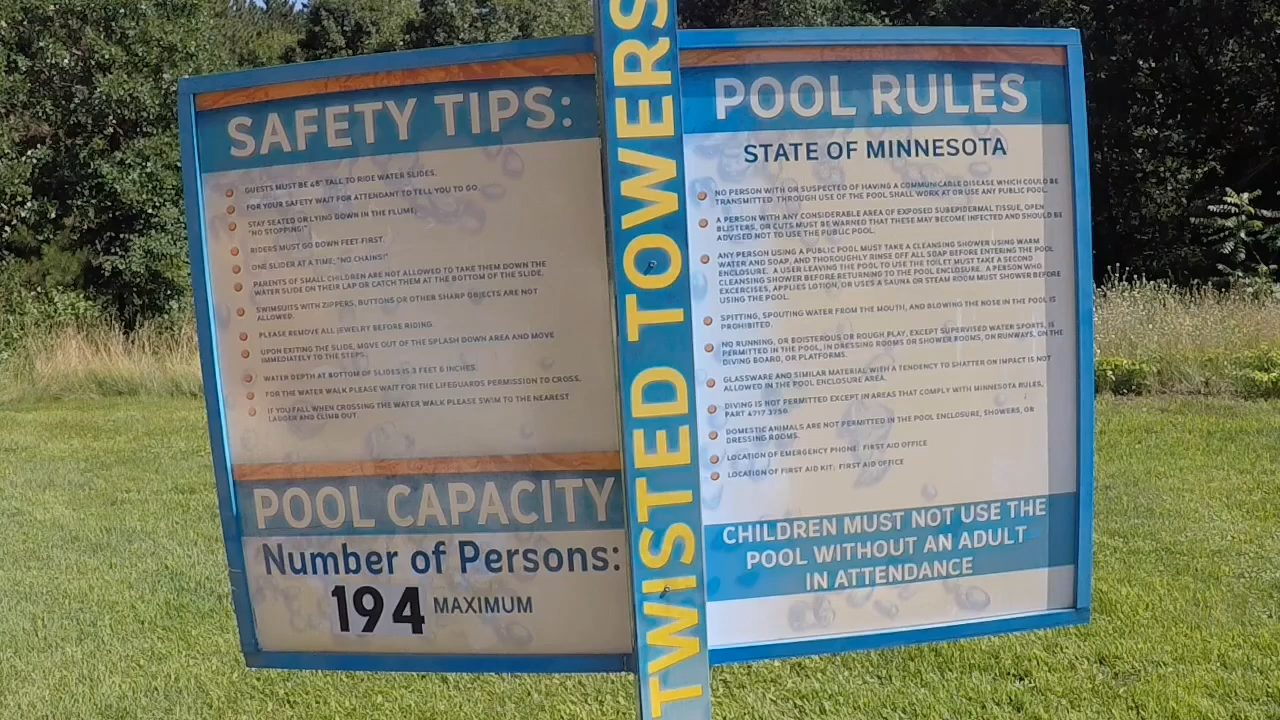 SAFETY TIPS:
GUESTS MUST BE 48" TALL TO RIDE WATER SLIDES.
FOR YOUR SAFETY WAIT FOR ATTENDANT TO TELL YOU TO GO.
STAY SEATED OR LYING DOWN IN THE FLUME;
"NO STOPPING!"
RIDERS MUST GO DOWN FEET-FIRST.
ONE SLIDER AT A TIME; "NO CHAINS!"
PARENTS OF SMALL CHILDREN ARE NOT ALLOWED TO TAKE THEM DOWN THE
WATER SLIDE ON THEIR LAP OR CATCH THEM AT THE BOTTOM OF THE SLIDE.
SWIMSUITS WITH ZIPPERS, BUTTONS OR OTHER SHARP OBJECTS ARE NOT
ALLOWED.
PLEASE REMOVE ALL JEWELRY BEFORE RIDING.
UPON EXITING THE SLIDE, MOVE OUT OF THE SPLASH DOWN AREA AND MOVE
IMMEDIATELY TO THE STEPS.
WATER DEPTH AT BOTTOM OF SLIDES IS 3 FEET 6 INCHES.
FOR THE WATER WALK PLEASE WAIT FOR THE LIFEGUARDS PERMISSION TO CROSS.
IF YOU FALL WHEN CROSSING THE WATER WALK PLEASE SWIM TO THE NEAREST
LADDER AND CLIMB OUT.
POOL CAPACITY
Number of Persons:
194 MAXIMUM
TWISTED TOWERS
POOL RULES
STATE OF MINNESOTA
NO PERSON WITH OR SUSPECTED OF HAVING A COMMUNICABLE DISEASE WHICH COULD BE
TRANSMITTED THROUGH USE OF THE POOL SHALL WORK AT OR USE ANY PUBLIC POOL.
A PERSON WITH ANY CONSIDERABLE AREA OF EXPOSED SUBEPIDERMAL TISSUE, OPEN
BLISTERS, OR CUTS MUST BE WARNED THAT THESE MAY BECOME INFECTED AND SHOULD BE
ADVISED NOT TO USE THE PUBLIC POOL.
ANY PERSON USING A PUBLIC POOL MUST TAKE A CLEANSING SHOWER USING WARM
WATER AND SOAP, AND THOROUGHLY RINSE OFF ALL SOAP BEFORE ENTERING THE POOL
ENCLOSURE. A USER LEAVING THE POOL TO USE THE TOILET MUST TAKE A SECOND
CLEANSING SHOWER BEFORE RETURNING TO THE POOL ENCLOSURE. A PERSON WHO
EXCERCISES, APPLIES LOTION, OR USES A SAUNA OR STEAM ROOM MUST SHOWER BEFORE
USING THE POOL.
SPITTING, SPOUTING WATER FROM THE MOUTH, AND BLOWING THE NOSE IN THE POOL IS
PROHIBITED.
NO RUNNING, OR BOISTEROUS OR ROUGH PLAY, EXCEPT SUPERVISED WATER SPORTS, IS
PERMITTED IN THE POOL, IN DRESSING ROOMS OR SHOWER ROOMS, ON RUNWAYS, ON THE
DIVING BOARD, OR PLATFORMS.
GLASSWARE AND SIMILAR MATERIAL WITH A TENDENCY TO SHATTER ON IMPACT IS NOT
ALLOWED IN THE POOL ENCLOSURE AREA.
DIVING IS NOT PERMITTED EXCEPT IN AREAS THAT COMPLY WITH MINNESOTA RULES,
PART 4717.3750.
DOMESTIC ANIMALS ARE NOT PERMITTED IN THE POOL ENCLOSURE, SHOWERS, OR
DRESSING ROOMS.
LOCATION OF EMERGENCY PHONE: FIRST AID OFFICE
LOCATION OF FIRST AID KIT: FIRST AID OFFICE
CHILDREN MUST NOT USE THE
POOL WITHOUT AN ADULT
IN ATTENDANCE